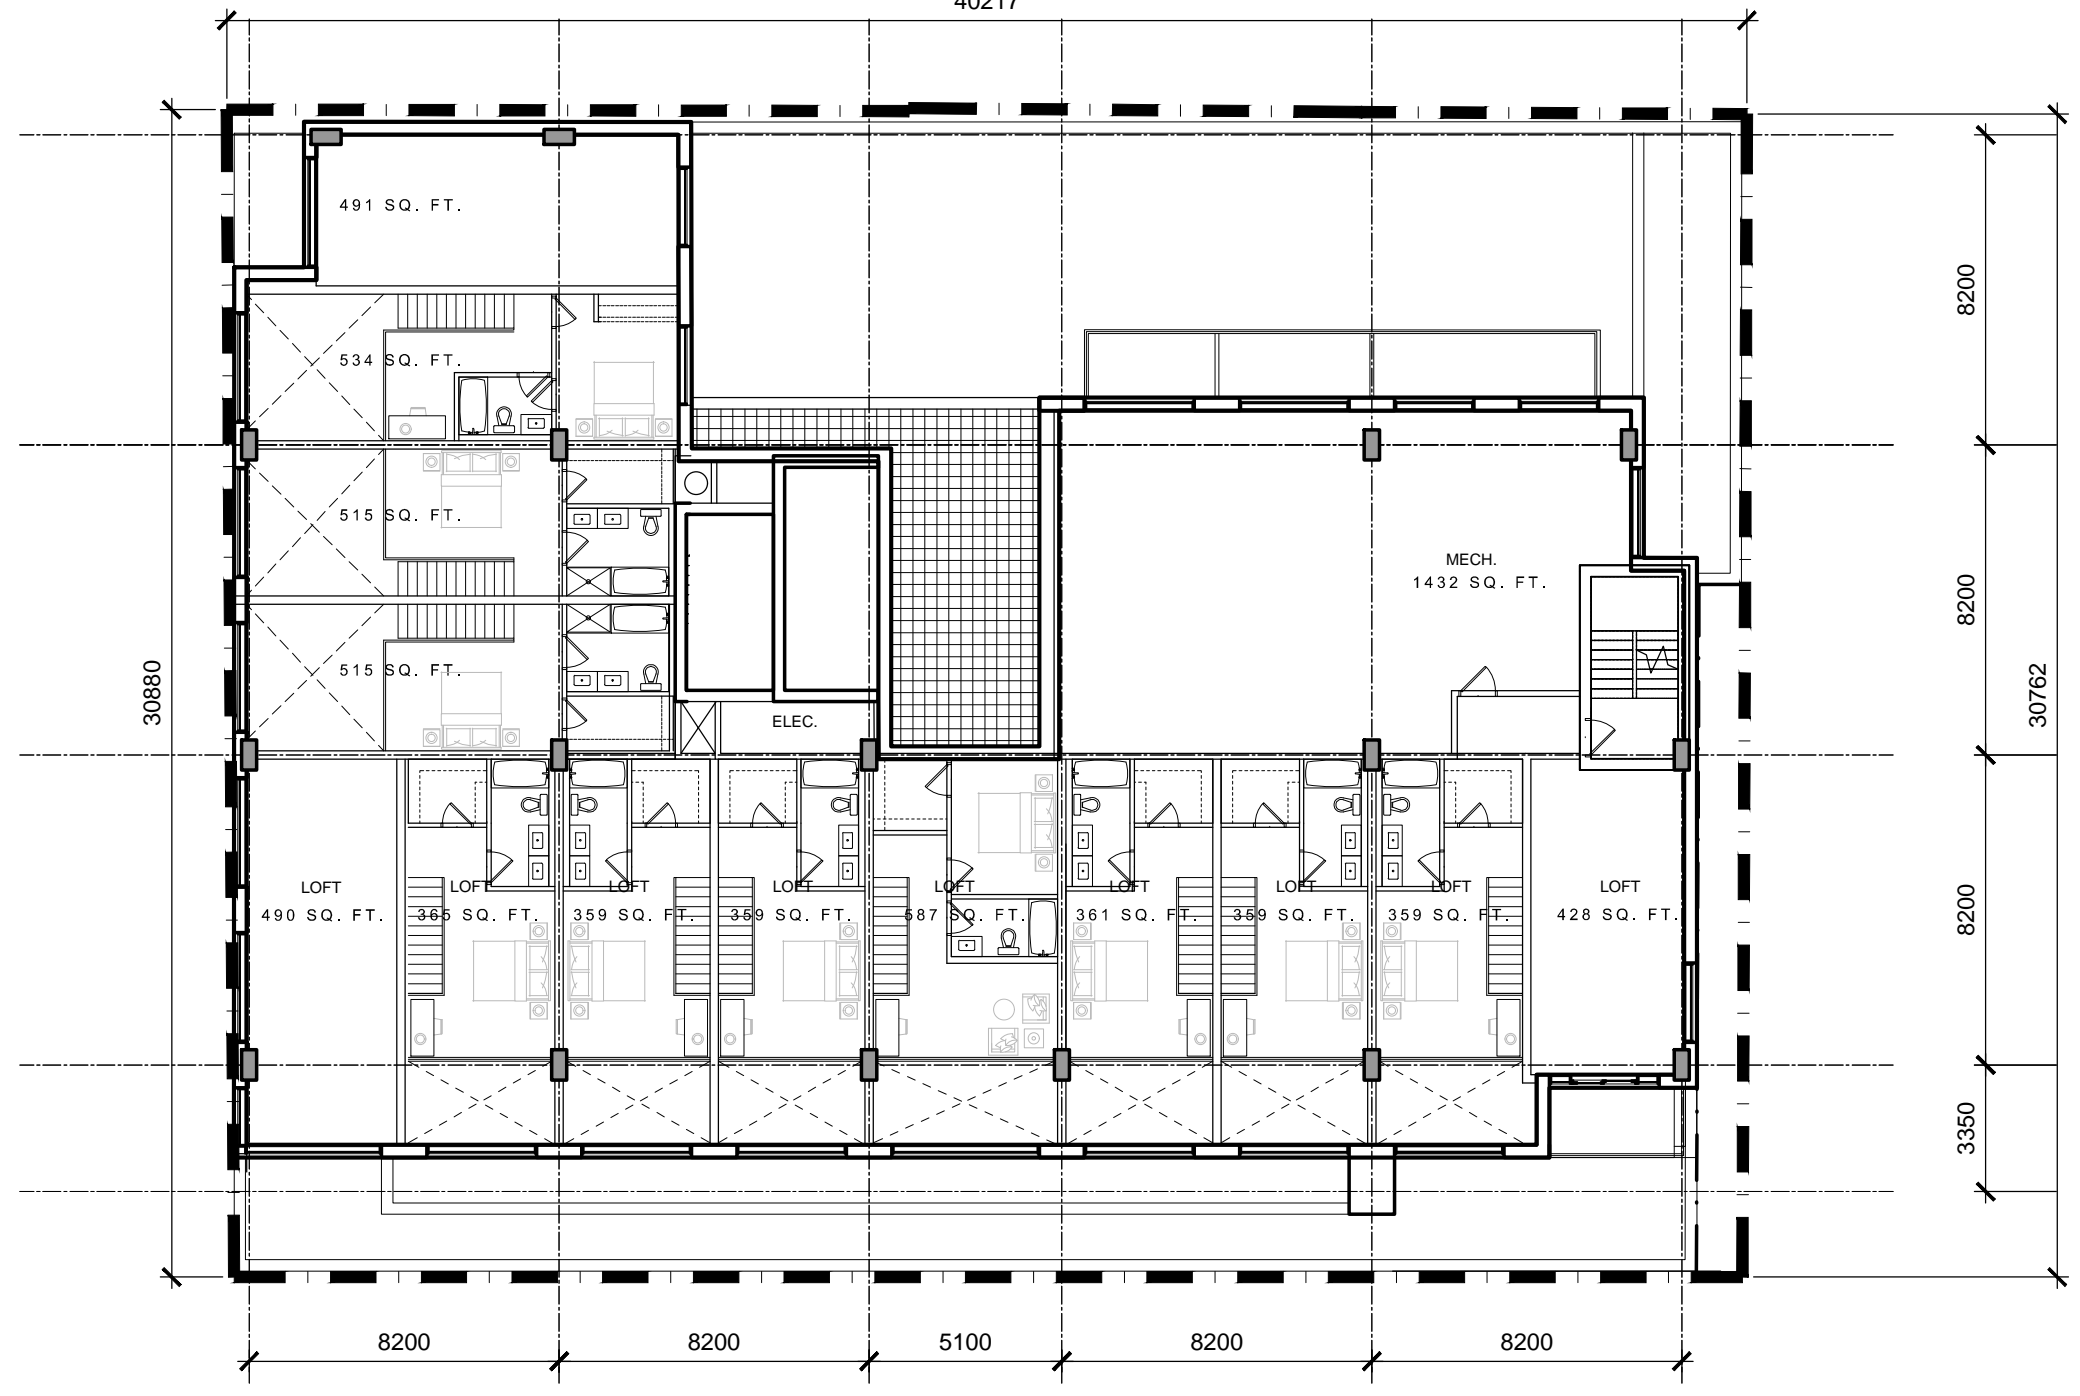 40217
491 SQ. FT.
8200
534 SQ. FT.
515 SQ. FT.
MECH.
1432 SQ. FT.
8200
515 SQ. FT.
30880
30762
ELEC.
LOFT
490 SQ. FT.
LOFT
365 SQ. FT.
LOFT
359 SQ. FT.
LOFT
359 SQ. FT.
LOFT
587 SQ. FT.
LOFT
361 SQ. FT.
LOFT
359 SQ. FT.
LOFT
359 SQ. FT.
LOFT
428 SQ. FT.
8200
3350
8200
8200
5100
8200
8200